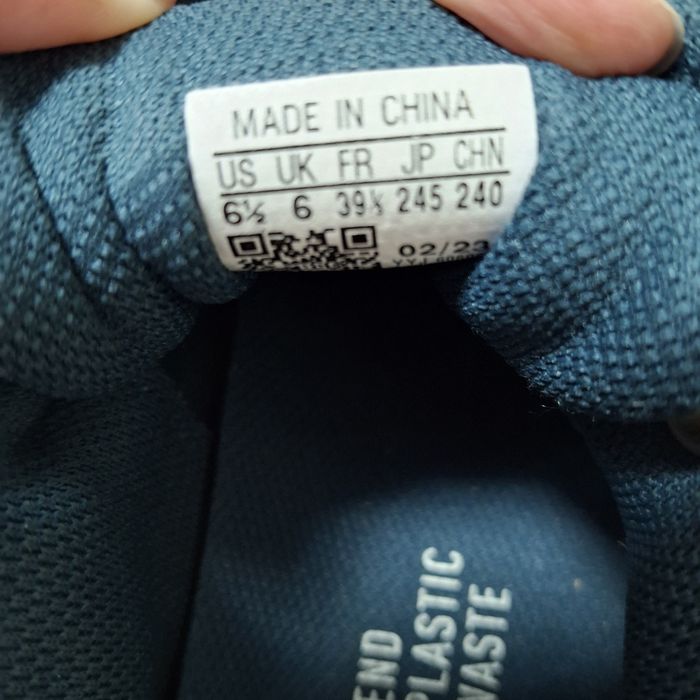 MADE IN CHINA
US UK FR JP CHN
6½ 6 39⅓ 245 240
02/23
END
PLASTIC
WASTE